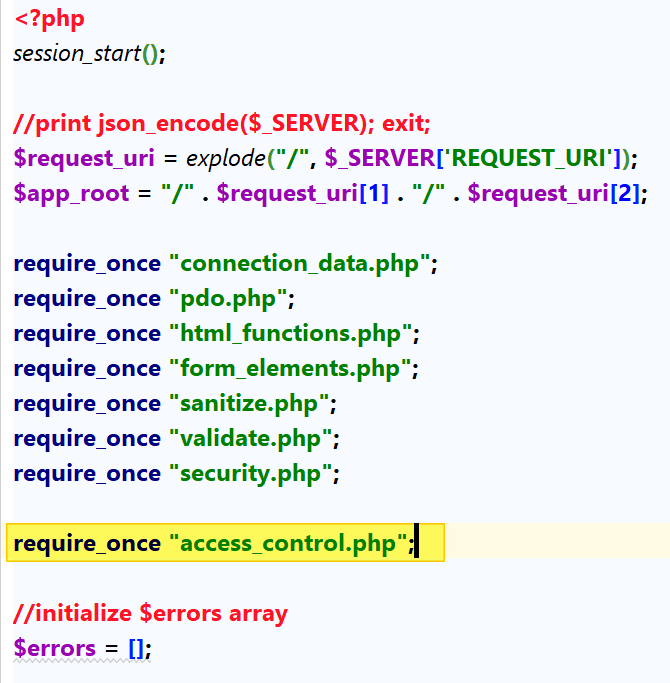 <?php
session_start();
//print json_encode($_SERVER); exit;
$request_uri = explode("/", $_SERVER['REQUEST_URI']);
$app_root = "/" . $request_uri[1] . "/" . $request_uri[2];
require_once "connection_data.php";
require_once "pdo.php";
require_once "html_functions.php";
require_once "form_elements.php";
require_once "sanitize.php";
require_once "validate.php";
require_once "security.php";
require_once "access_control.php";
//initialize $errors array
$errors = [];